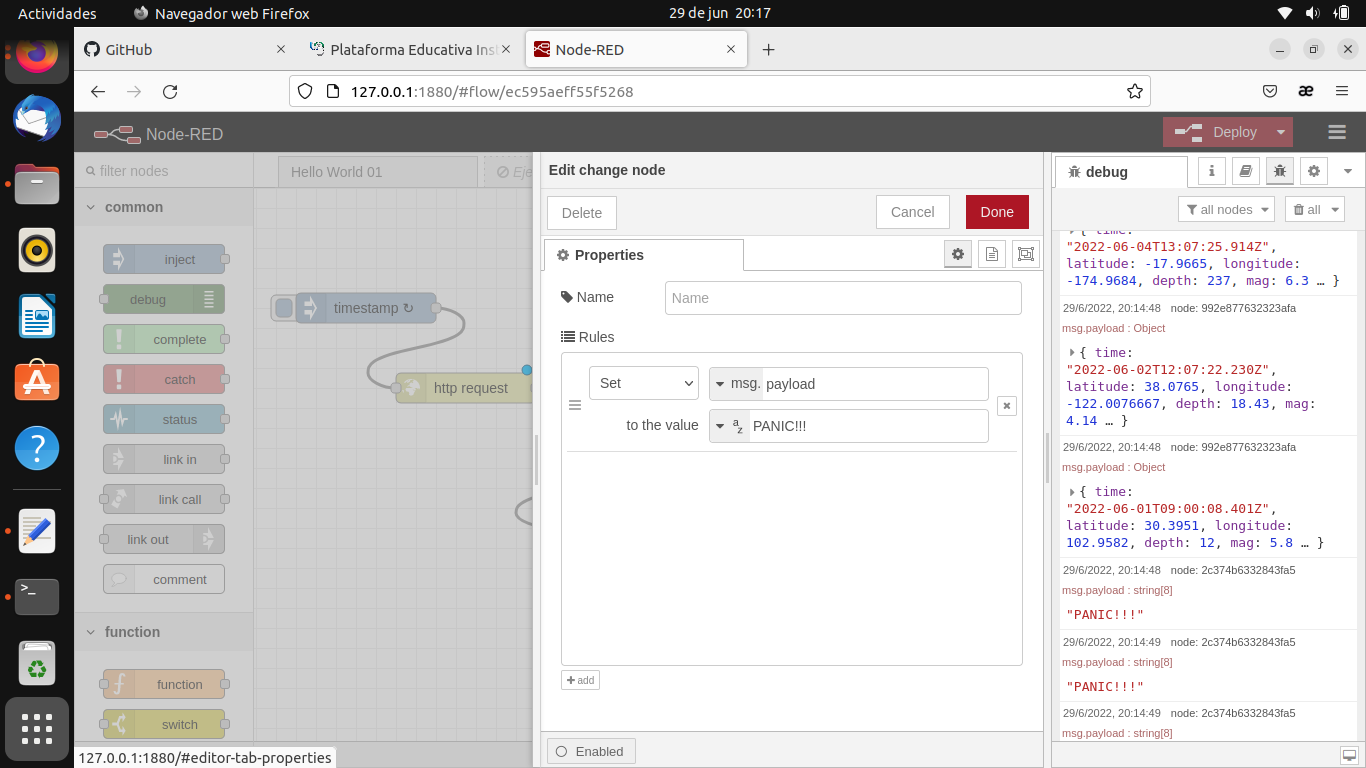 Actividades
Navegador web Firefox
29 de jun 20:17
GitHub
Plataforma Educativa Ins
Node-RED
127.0.0.1:1880/#flow/ec595aeff55f5268
Node-RED
Deploy
filter nodes
Hello World 01
Eje
common
inject
debug
complete
catch
status
link in
link call
link out
comment
function
function
switch
timestamp ↻
http request
Edit change node
Delete
Cancel
Done
Properties
Name
Name
Rules
Set
msg. payload
to the value
az PANIC!!!
add
Enabled
debug
all nodes
all
{ time:
"2022-06-04T13:07:25.914Z",
latitude: -17.9665, longitude:
-174.9684, depth: 237, mag: 6.3 … }
29/6/2022, 20:14:48 node: 992e877632323afa
msg.payload : Object
{ time:
"2022-06-02T12:07:22.230Z",
latitude: 38.0765, longitude:
-122.0076667, depth: 18.43, mag:
4.14 … }
29/6/2022, 20:14:48 node: 992e877632323afa
msg.payload : Object
{ time:
"2022-06-01T09:00:08.401Z",
latitude: 30.3951, longitude:
102.9582, depth: 12, mag: 5.8 … }
29/6/2022, 20:14:48 node: 2c374b6332843fa5
msg.payload : string[8]
"PANIC!!!"
29/6/2022, 20:14:49 node: 2c374b6332843fa5
msg.payload : string[8]
"PANIC!!!"
29/6/2022, 20:14:49 node: 2c374b6332843fa5
msg.payload : string[8]
127.0.0.1:1880/#editor-tab-properties